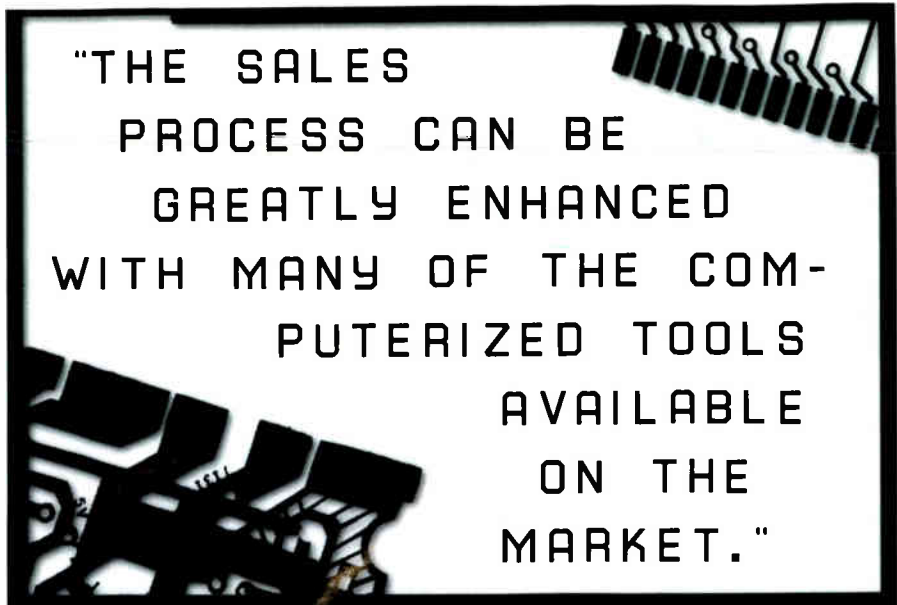 "THE SALES
PROCESS CAN BE
GREATLY ENHANCED
WITH MANY OF THE COM-
PUTERIZED TOOLS
AVAILABLE
ON THE
MARKET."